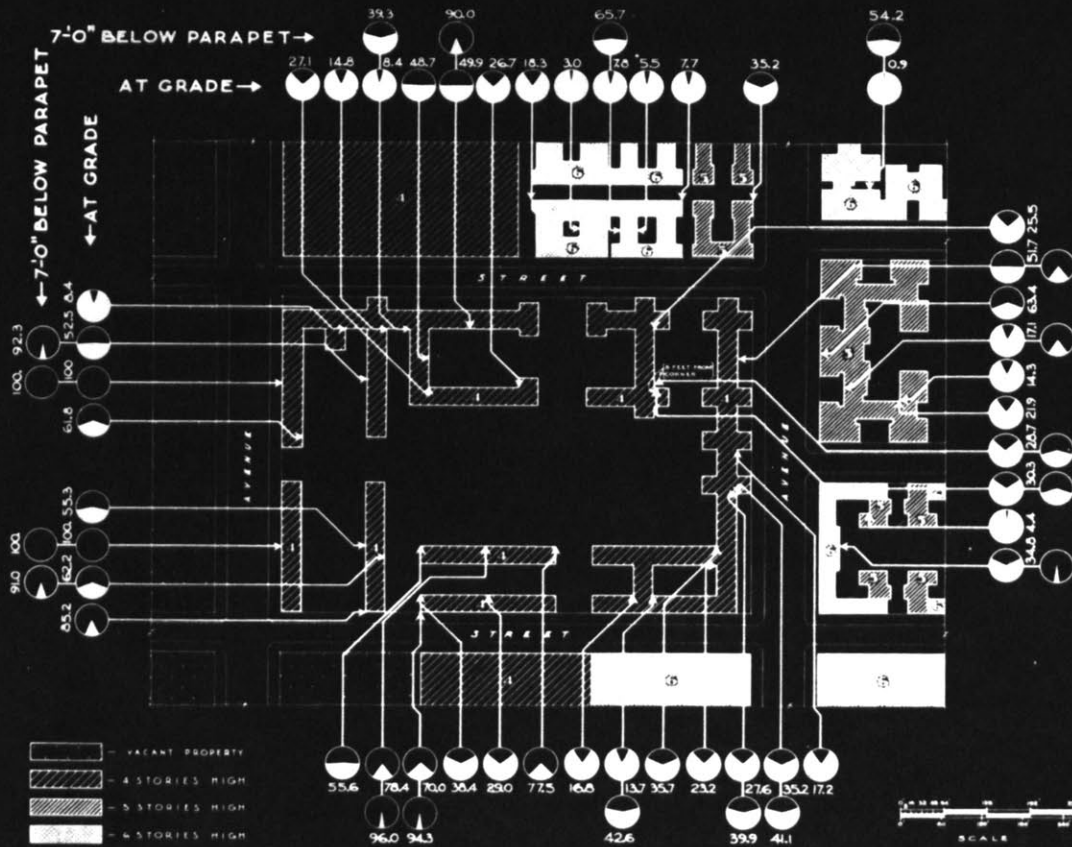 39.3 90.0 65.7 54.2
7'-0" BELOW PARAPET→
27.1 14.8 8.4 48.7 49.9 26.7 18.3 3.0 7.8 5.5 7.7 35.2 0.9
AT GRADE→
←7'-0" BELOW PARAPET
←AT GRADE
STREET
25.5
51.7
63.4
17.1
14.3
21.9
28.7
30.3
4.4
34.8
8.4
92.3 52.5
100. 100
61.8
55.3
100. 100.
91.0 62.2
85.2
8 FEET FROM CORNER
AVENUE
AVENUE
STREET
55.6 78.4 70.0 38.4 29.0 77.5 16.8 13.7 35.7 23.2 27.6 35.2 17.2
96.0 94.3 42.6 39.9 41.1
- VACANT PROPERTY
- 4 STORIES HIGH
- 5 STORIES HIGH
- 6 STORIES HIGH
SCALE